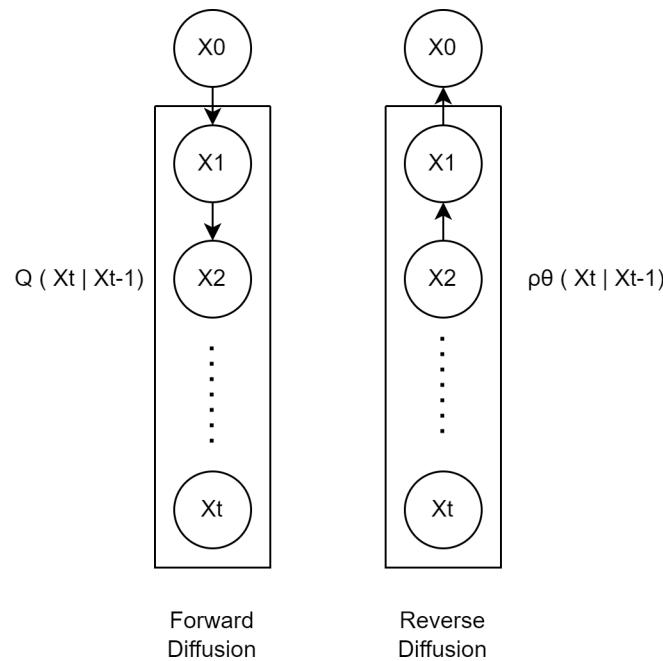 X0
X1
Q ( Xt | Xt-1)
X2
Xt
Forward
Diffusion
X0
X1
X2
ρθ ( Xt | Xt-1)
Xt
Reverse
Diffusion